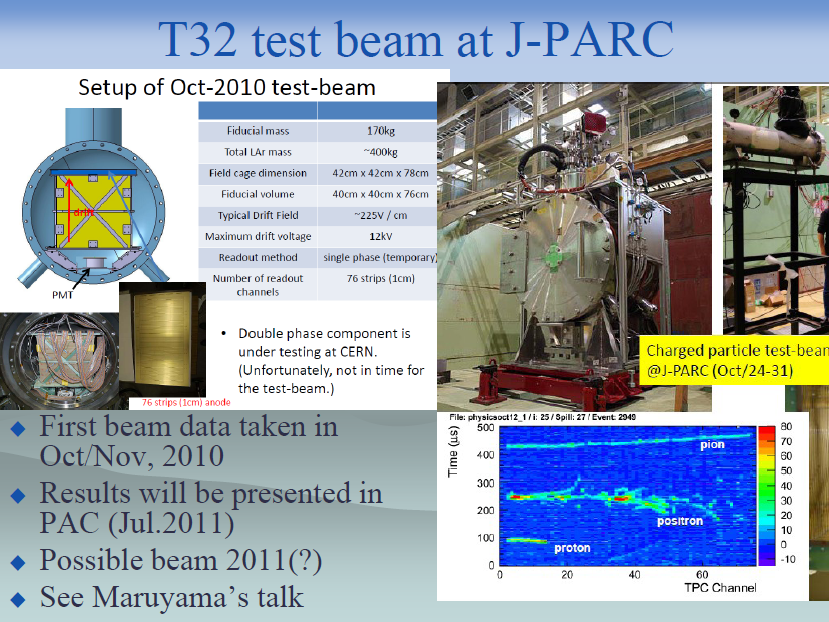 T32 test beam at J-PARC
Setup of Oct-2010 test-beam
Fiducial mass 170kg
Total LAr mass ~400kg
Field cage dimension 42cm x 42cm x 78cm
Fiducial volume 40cm x 40cm x 76cm
Typical Drift Field ~225V / cm
Maximum drift voltage 12kV
Readout method single phase (temporary)
Number of readout 76 strips (1cm)
channels
drift
PMT
76 strips (1cm) anode
• Double phase component is
under testing at CERN.
(Unfortunately, not in time for
the test-beam.)
Charged particle test-beam
@J-PARC (Oct/24-31)
◆ First beam data taken in
Oct/Nov, 2010
◆ Results will be presented in
PAC (Jul.2011)
◆ Possible beam 2011(?)
◆ See Maruyama's talk
File: physicsoct12_1 / i: 25 / Spill: 27 / Event: 2949
Time (μs)
500
400
300
200
100
0
0 20 40 60
TPC Channel
pion
positron
proton
80
70
60
50
40
30
20
10
0
-10